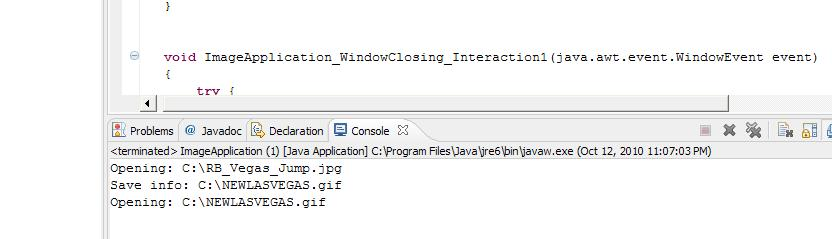 }
void ImageApplication_WindowClosing_Interaction1(java.awt.event.WindowEvent event)
{
try {
Problems @ Javadoc Declaration Console
<terminated> ImageApplication (1) [Java Application] C:\Program Files\Java\jre6\bin\javaw.exe (Oct 12, 2010 11:07:03 PM)
Opening: C:\RB_Vegas_Jump.jpg
Save info: C:\NEWLASVEGAS.gif
Opening: C:\NEWLASVEGAS.gif